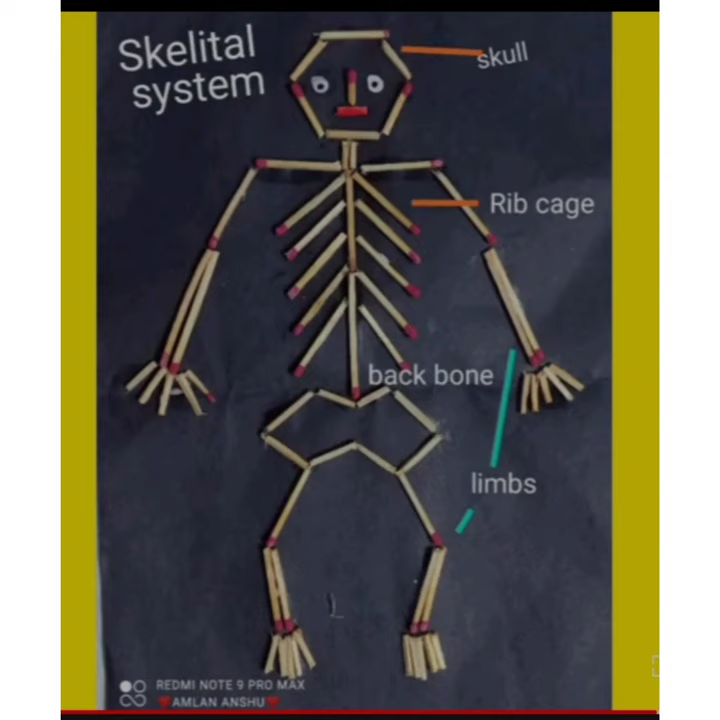 Skelital
system
skull
Rib cage
back bone
limbs
REDMI NOTE 9 PRO MAX
❤AMLAN ANSHU❤